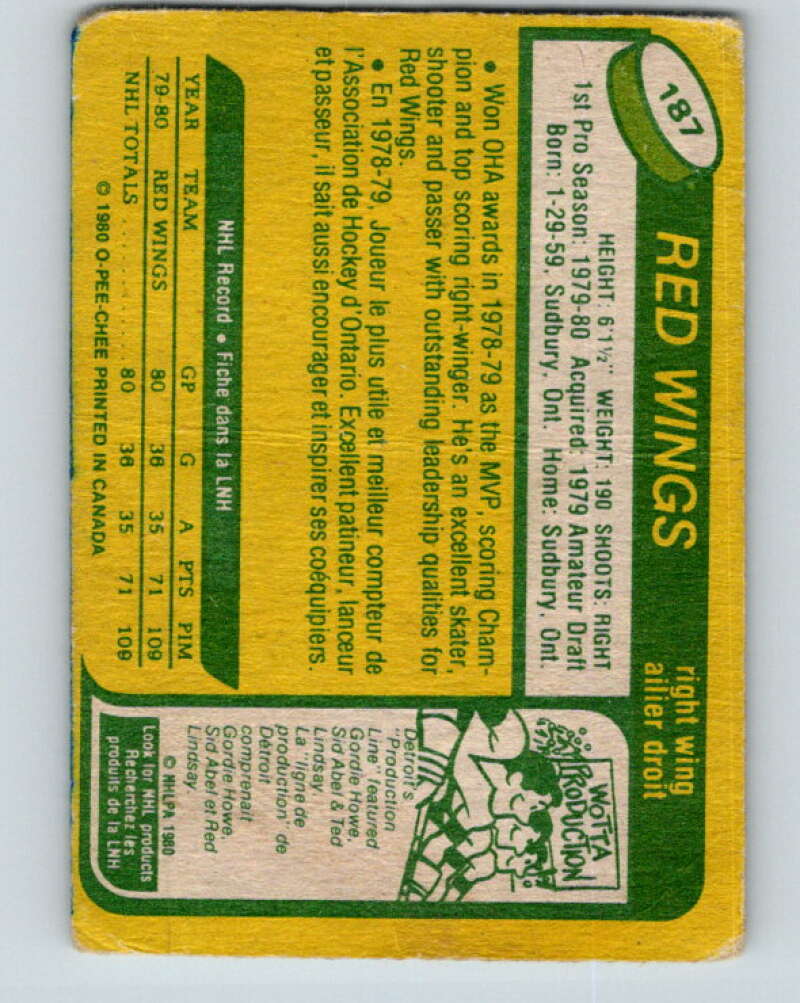 187
RED WINGS
right wing
ailier droit
HEIGHT: 6'1½" WEIGHT: 190 SHOOTS: RIGHT
1st Pro Season: 1979-80 Acquired: 1979 Amateur Draft
Born: 1-29-59, Sudbury, Ont. Home: Sudbury, Ont.
• Won OHA awards in 1978-79 as the MVP, scoring Cham-
pion and top scoring right-winger. He's an excellent skater,
shooter and passer with outstanding leadership qualities for
Red Wings.
• En 1978-79, Joueur le plus utile et meilleur compteur de
l'Association de Hockey d'Ontario. Excellent patineur, lanceur
et passeur, il sait aussi encourager et inspirer ses coéquipiers.
NHL Record • Fiche dans la LNH
YEAR TEAM GP G A PTS PIM
79-80 RED WINGS 80 36 35 71 109
NHL TOTALS ........... 80 36 35 71 109
© 1980 O-PEE-CHEE PRINTED IN CANADA
WOTTA
PRODUCTION!
Detroit's
"Production
Line" featured
Gordie Howe,
Sid Abel & Ted
Lindsay
La "ligne de
production" de
Détroit
comprenait
Gordie Howe,
Sid Abel et Red
Lindsay
© NHLPA 1980
Look for NHL products
Recherchez les
produits de la LNH